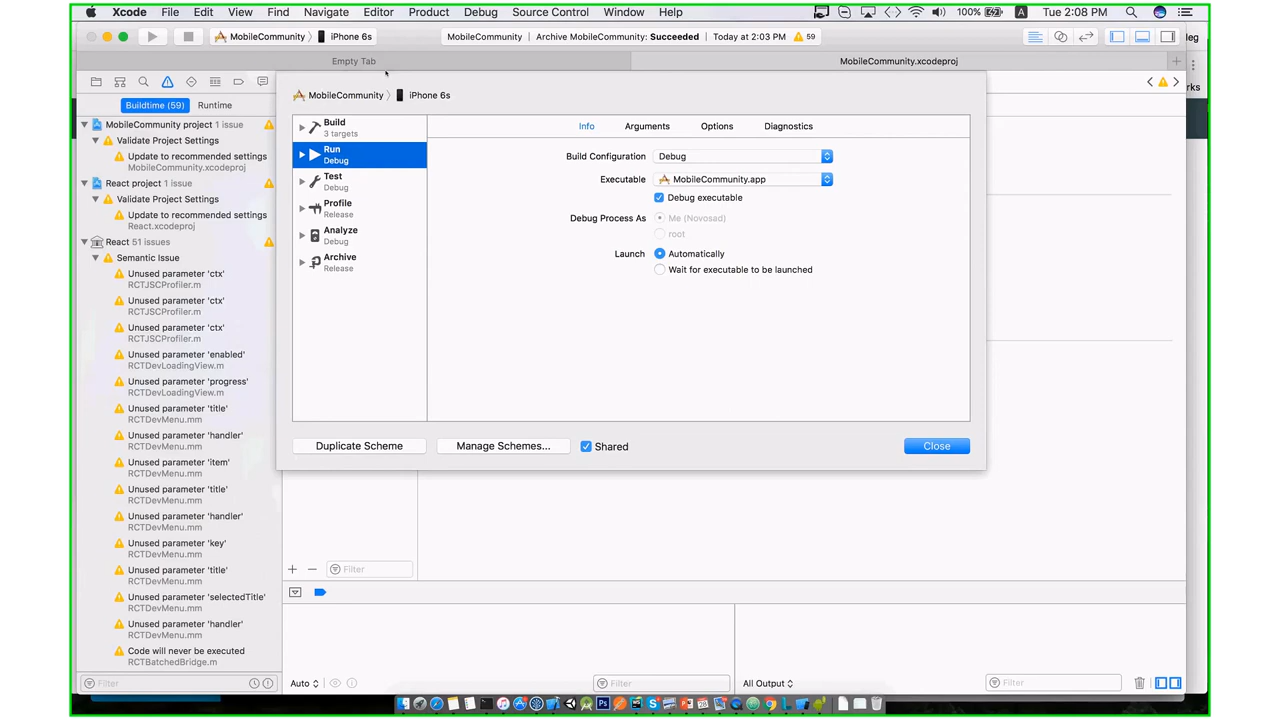 Xcode File Edit View Find Navigate Editor Product Debug Source Control Window Help 100% A Tue 2:08 PM
MobileCommunity iPhone 6s MobileCommunity Archive MobileCommunity: Succeeded Today at 2:03 PM 59
Empty Tab MobileCommunity.xcodeproj
Buildtime (59) Runtime
MobileCommunity project 1 issue
Validate Project Settings
Update to recommended settings
MobileCommunity.xcodeproj
React project 1 issue
Validate Project Settings
Update to recommended settings
React.xcodeproj
React 51 issues
Semantic Issue
Unused parameter 'ctx'
RCTJSCProfiler.m
Unused parameter 'ctx'
RCTJSCProfiler.m
Unused parameter 'ctx'
RCTJSCProfiler.m
Unused parameter 'enabled'
RCTDevLoadingView.m
Unused parameter 'progress'
RCTDevLoadingView.m
Unused parameter 'title'
RCTDevMenu.mm
Unused parameter 'handler'
RCTDevMenu.mm
Unused parameter 'item'
RCTDevMenu.mm
Unused parameter 'title'
RCTDevMenu.mm
Unused parameter 'handler'
RCTDevMenu.mm
Unused parameter 'key'
RCTDevMenu.mm
Unused parameter 'title'
RCTDevMenu.mm
Unused parameter 'selectedTitle'
RCTDevMenu.mm
Unused parameter 'handler'
RCTDevMenu.mm
Code will never be executed
RCTBatchedBridge.m
Filter
MobileCommunity iPhone 6s
Build
3 targets
Run
Debug
Test
Debug
Profile
Release
Analyze
Debug
Archive
Release
Info Arguments Options Diagnostics
Build Configuration Debug
Executable MobileCommunity.app
Debug executable
Debug Process As Me (Novosad)
root
Launch Automatically
Wait for executable to be launched
Duplicate Scheme Manage Schemes... Shared Close
Filter
Auto Filter All Output Filter